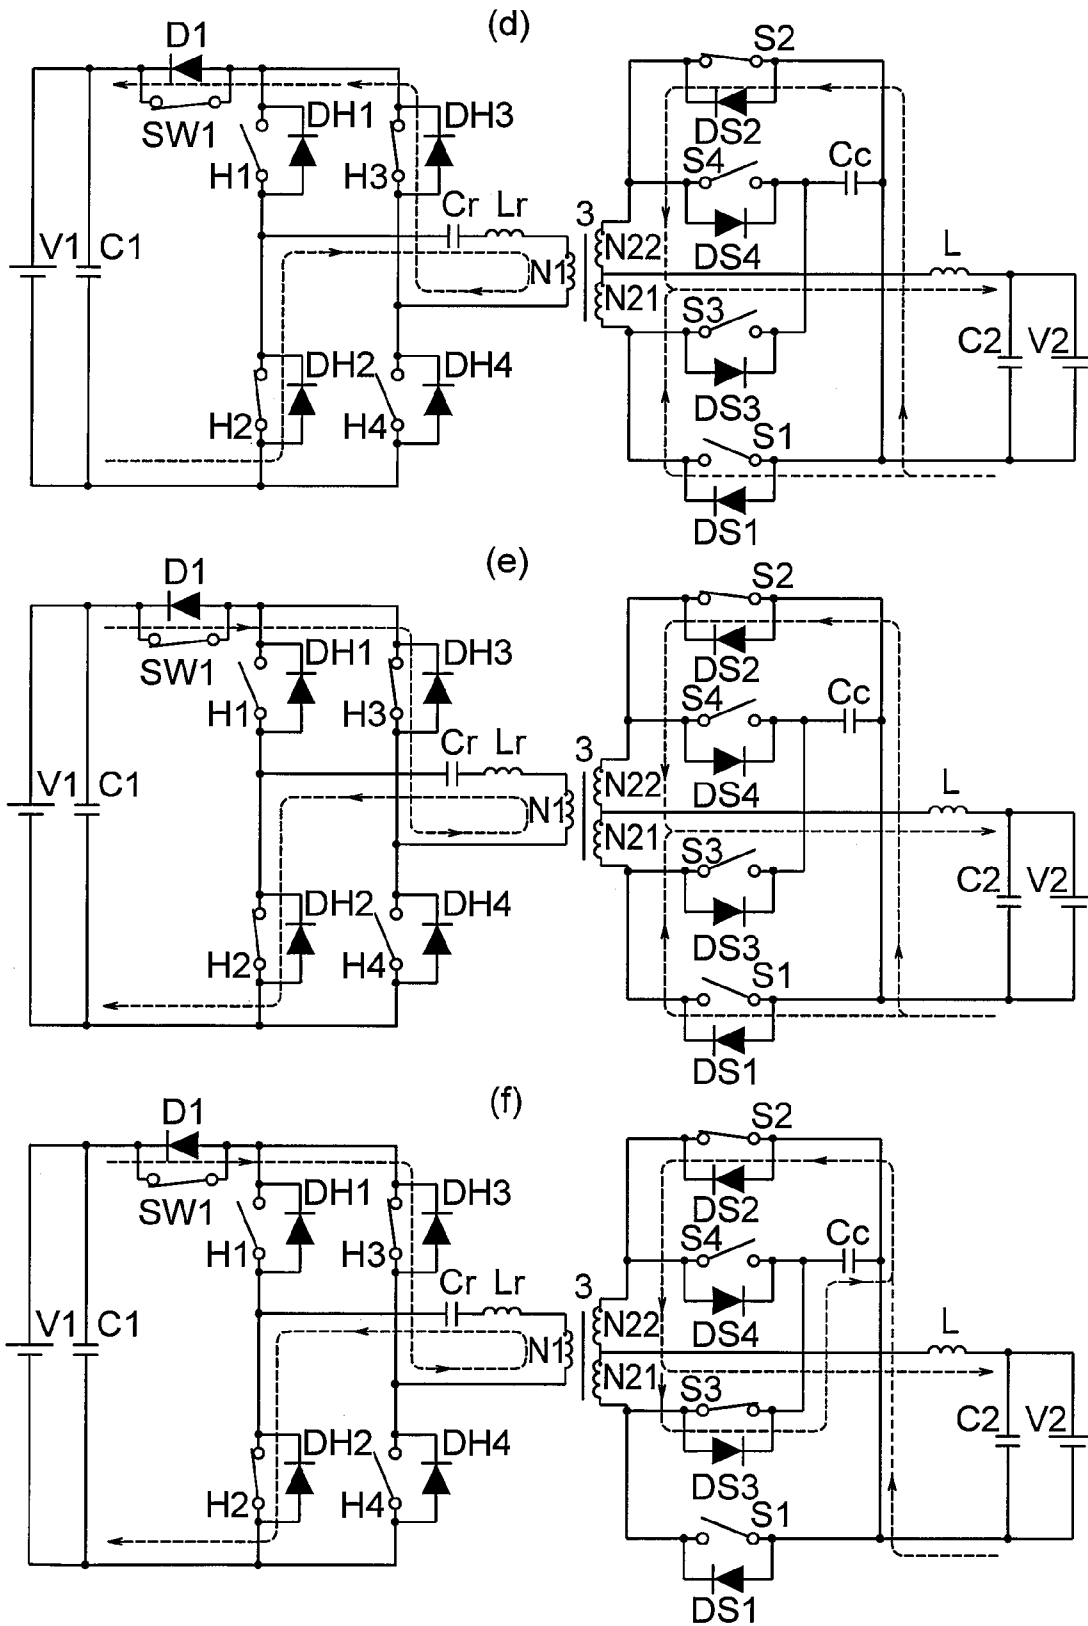 (d)
D1
S2
SW1
DH1
DH3
DS2
H1
H3
S4
Cc
Cr
Lr
3
DS4
V1
C1
N1
N22
N21
L
S3
C2
V2
DH2
DH4
DS3
H2
H4
S1
DS1
(e)
D1
S2
SW1
DH1
DH3
DS2
H1
H3
S4
Cc
Cr
Lr
3
DS4
V1
C1
N1
N22
N21
L
S3
C2
V2
DH2
DH4
DS3
H2
H4
S1
DS1
(f)
D1
S2
SW1
DH1
DH3
DS2
H1
H3
S4
Cc
Cr
Lr
3
DS4
V1
C1
N1
N22
N21
L
S3
C2
V2
DH2
DH4
DS3
H2
H4
S1
DS1